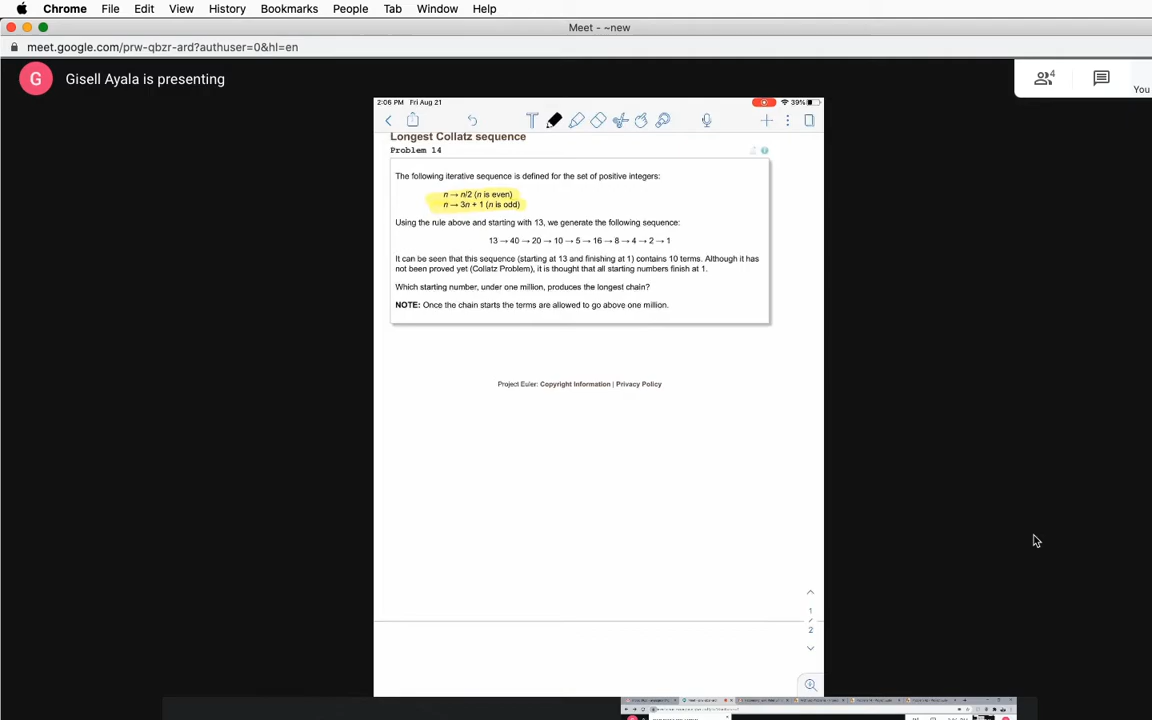 Chrome File Edit View History Bookmarks People Tab Window Help
Meet - ~new
meet.google.com/prw-qbzr-ard?authuser=0&hl=en
G Gisell Ayala is presenting
4
You
2:06 PM Fri Aug 21 39%
T
Longest Collatz sequence
Problem 14
The following iterative sequence is defined for the set of positive integers:
n → n/2 (n is even)
n → 3n + 1 (n is odd)
Using the rule above and starting with 13, we generate the following sequence:
13 → 40 → 20 → 10 → 5 → 16 → 8 → 4 → 2 → 1
It can be seen that this sequence (starting at 13 and finishing at 1) contains 10 terms. Although it has
not been proved yet (Collatz Problem), it is thought that all starting numbers finish at 1.
Which starting number, under one million, produces the longest chain?
NOTE: Once the chain starts the terms are allowed to go above one million.
Project Euler: Copyright Information | Privacy Policy
1
/
2